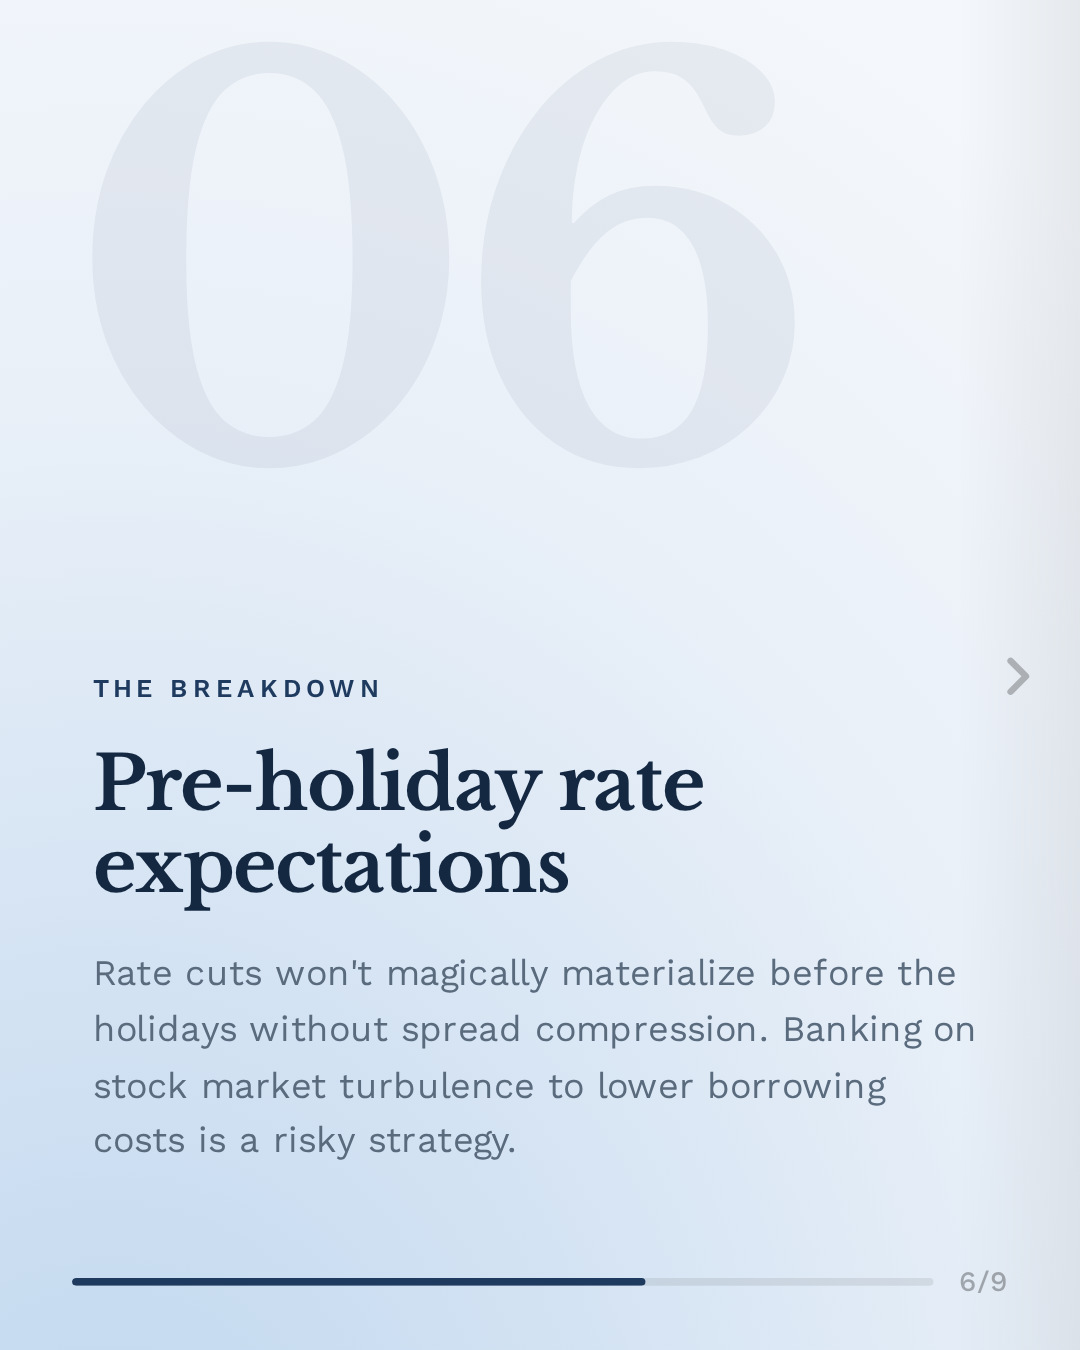 06
THE BREAKDOWN
Pre-holiday rate
expectations
Rate cuts won't magically materialize before the
holidays without spread compression. Banking on
stock market turbulence to lower borrowing
costs is a risky strategy.
6/9